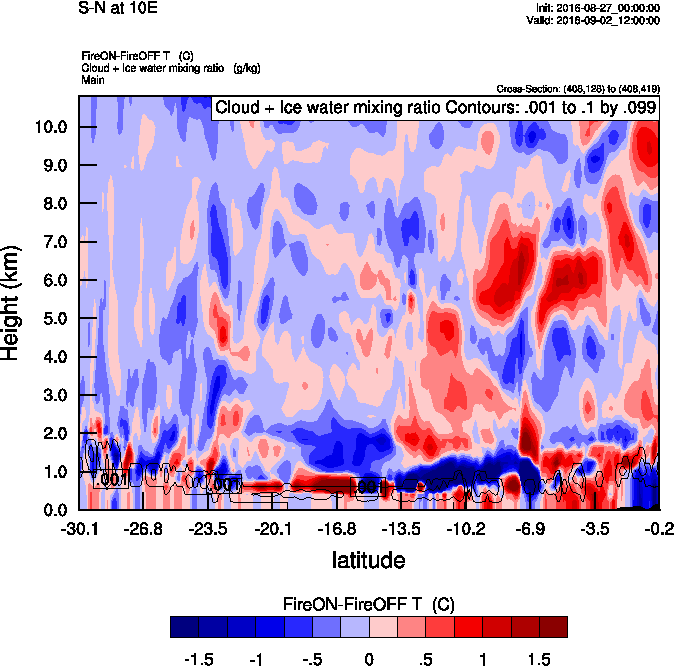 S-N at 10E
Init: 2016-08-27_00:00:00
Valid: 2016-09-02_12:00:00
FireON-FireOFF T (C)
Cloud + Ice water mixing ratio (g/kg)
Main
Cross-Section: (408,128) to (408,419)
Cloud + Ice water mixing ratio Contours: .001 to .1 by .099
Height (km)
10.0
9.0
8.0
7.0
6.0
5.0
4.0
3.0
2.0
1.0
0.0
.001
.001
-30.1 -26.8 -23.5 -20.1 -16.8 -13.5 -10.2 -6.9 -3.5 -0.2
latitude
FireON-FireOFF T (C)
-1.5 -1 -.5 0 .5 1 1.5